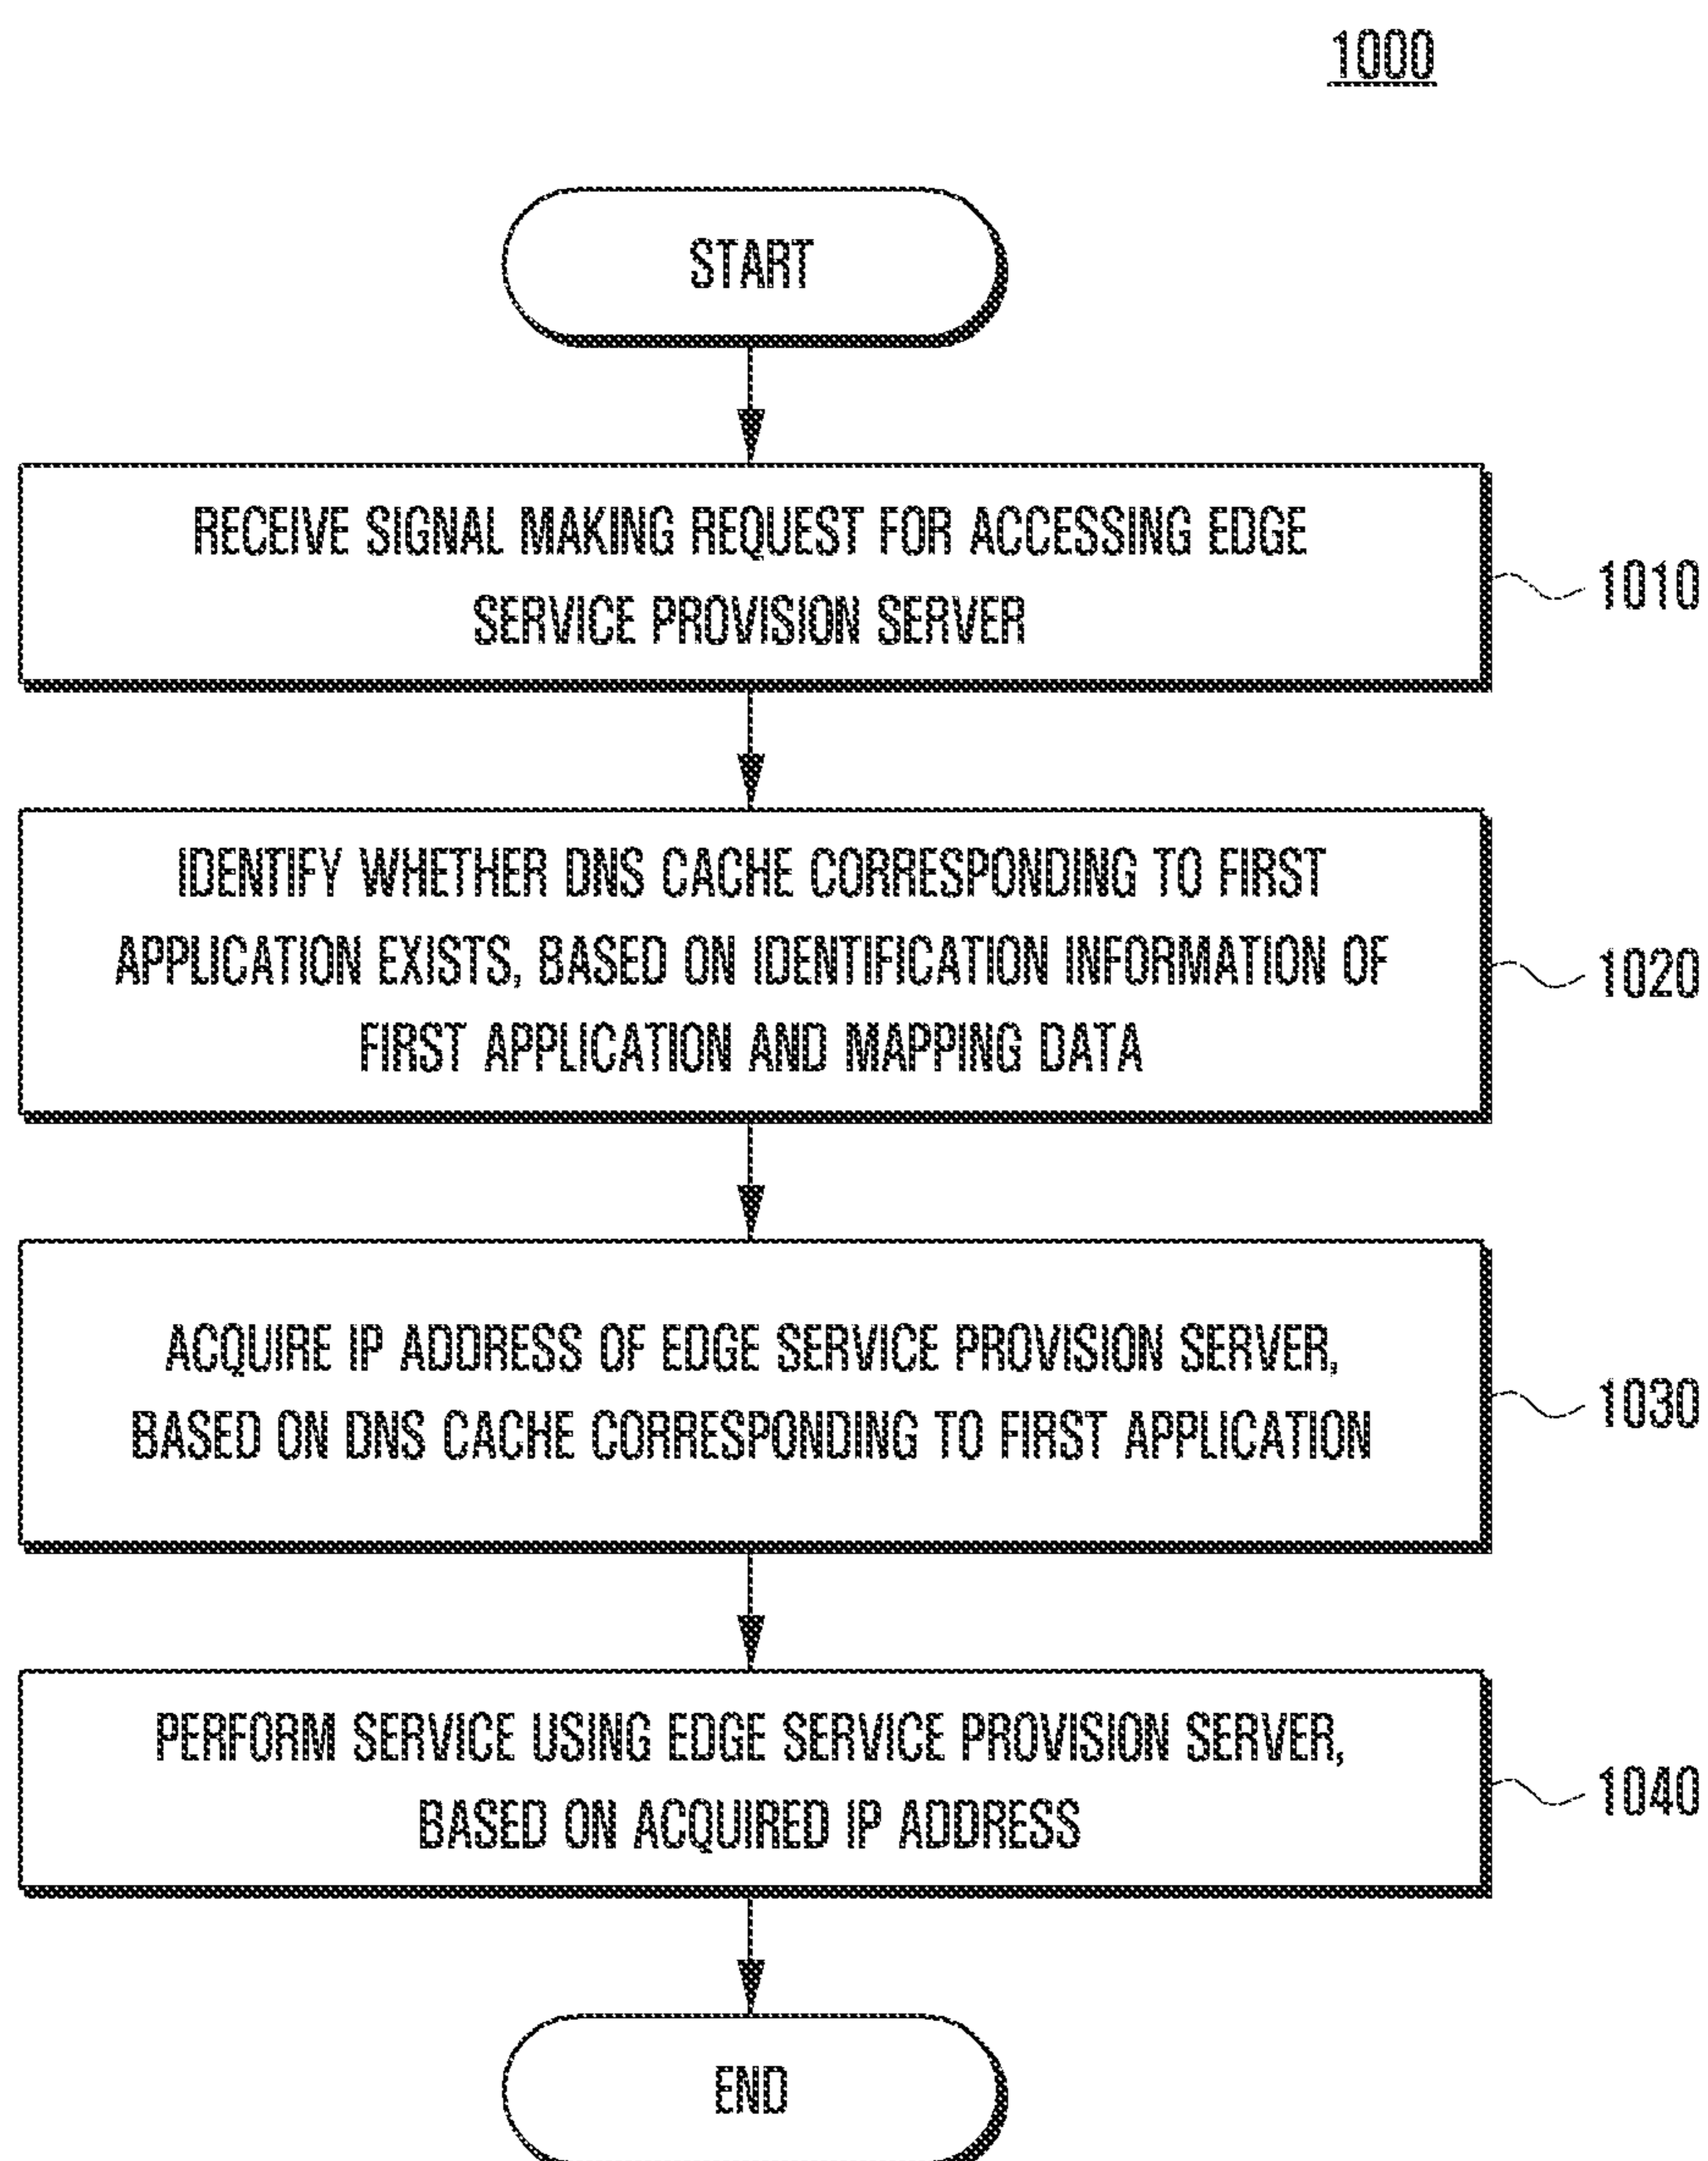 1000
START
RECEIVE SIGNAL MAKING REQUEST FOR ACCESSING EDGE
SERVICE PROVISION SERVER
1010
IDENTIFY WHETHER DNS CACHE CORRESPONDING TO FIRST
APPLICATION EXISTS, BASED ON IDENTIFICATION INFORMATION OF
FIRST APPLICATION AND MAPPING DATA
1020
ACQUIRE IP ADDRESS OF EDGE SERVICE PROVISION SERVER,
BASED ON DNS CACHE CORRESPONDING TO FIRST APPLICATION
1030
PERFORM SERVICE USING EDGE SERVICE PROVISION SERVER,
BASED ON ACQUIRED IP ADDRESS
1040
END